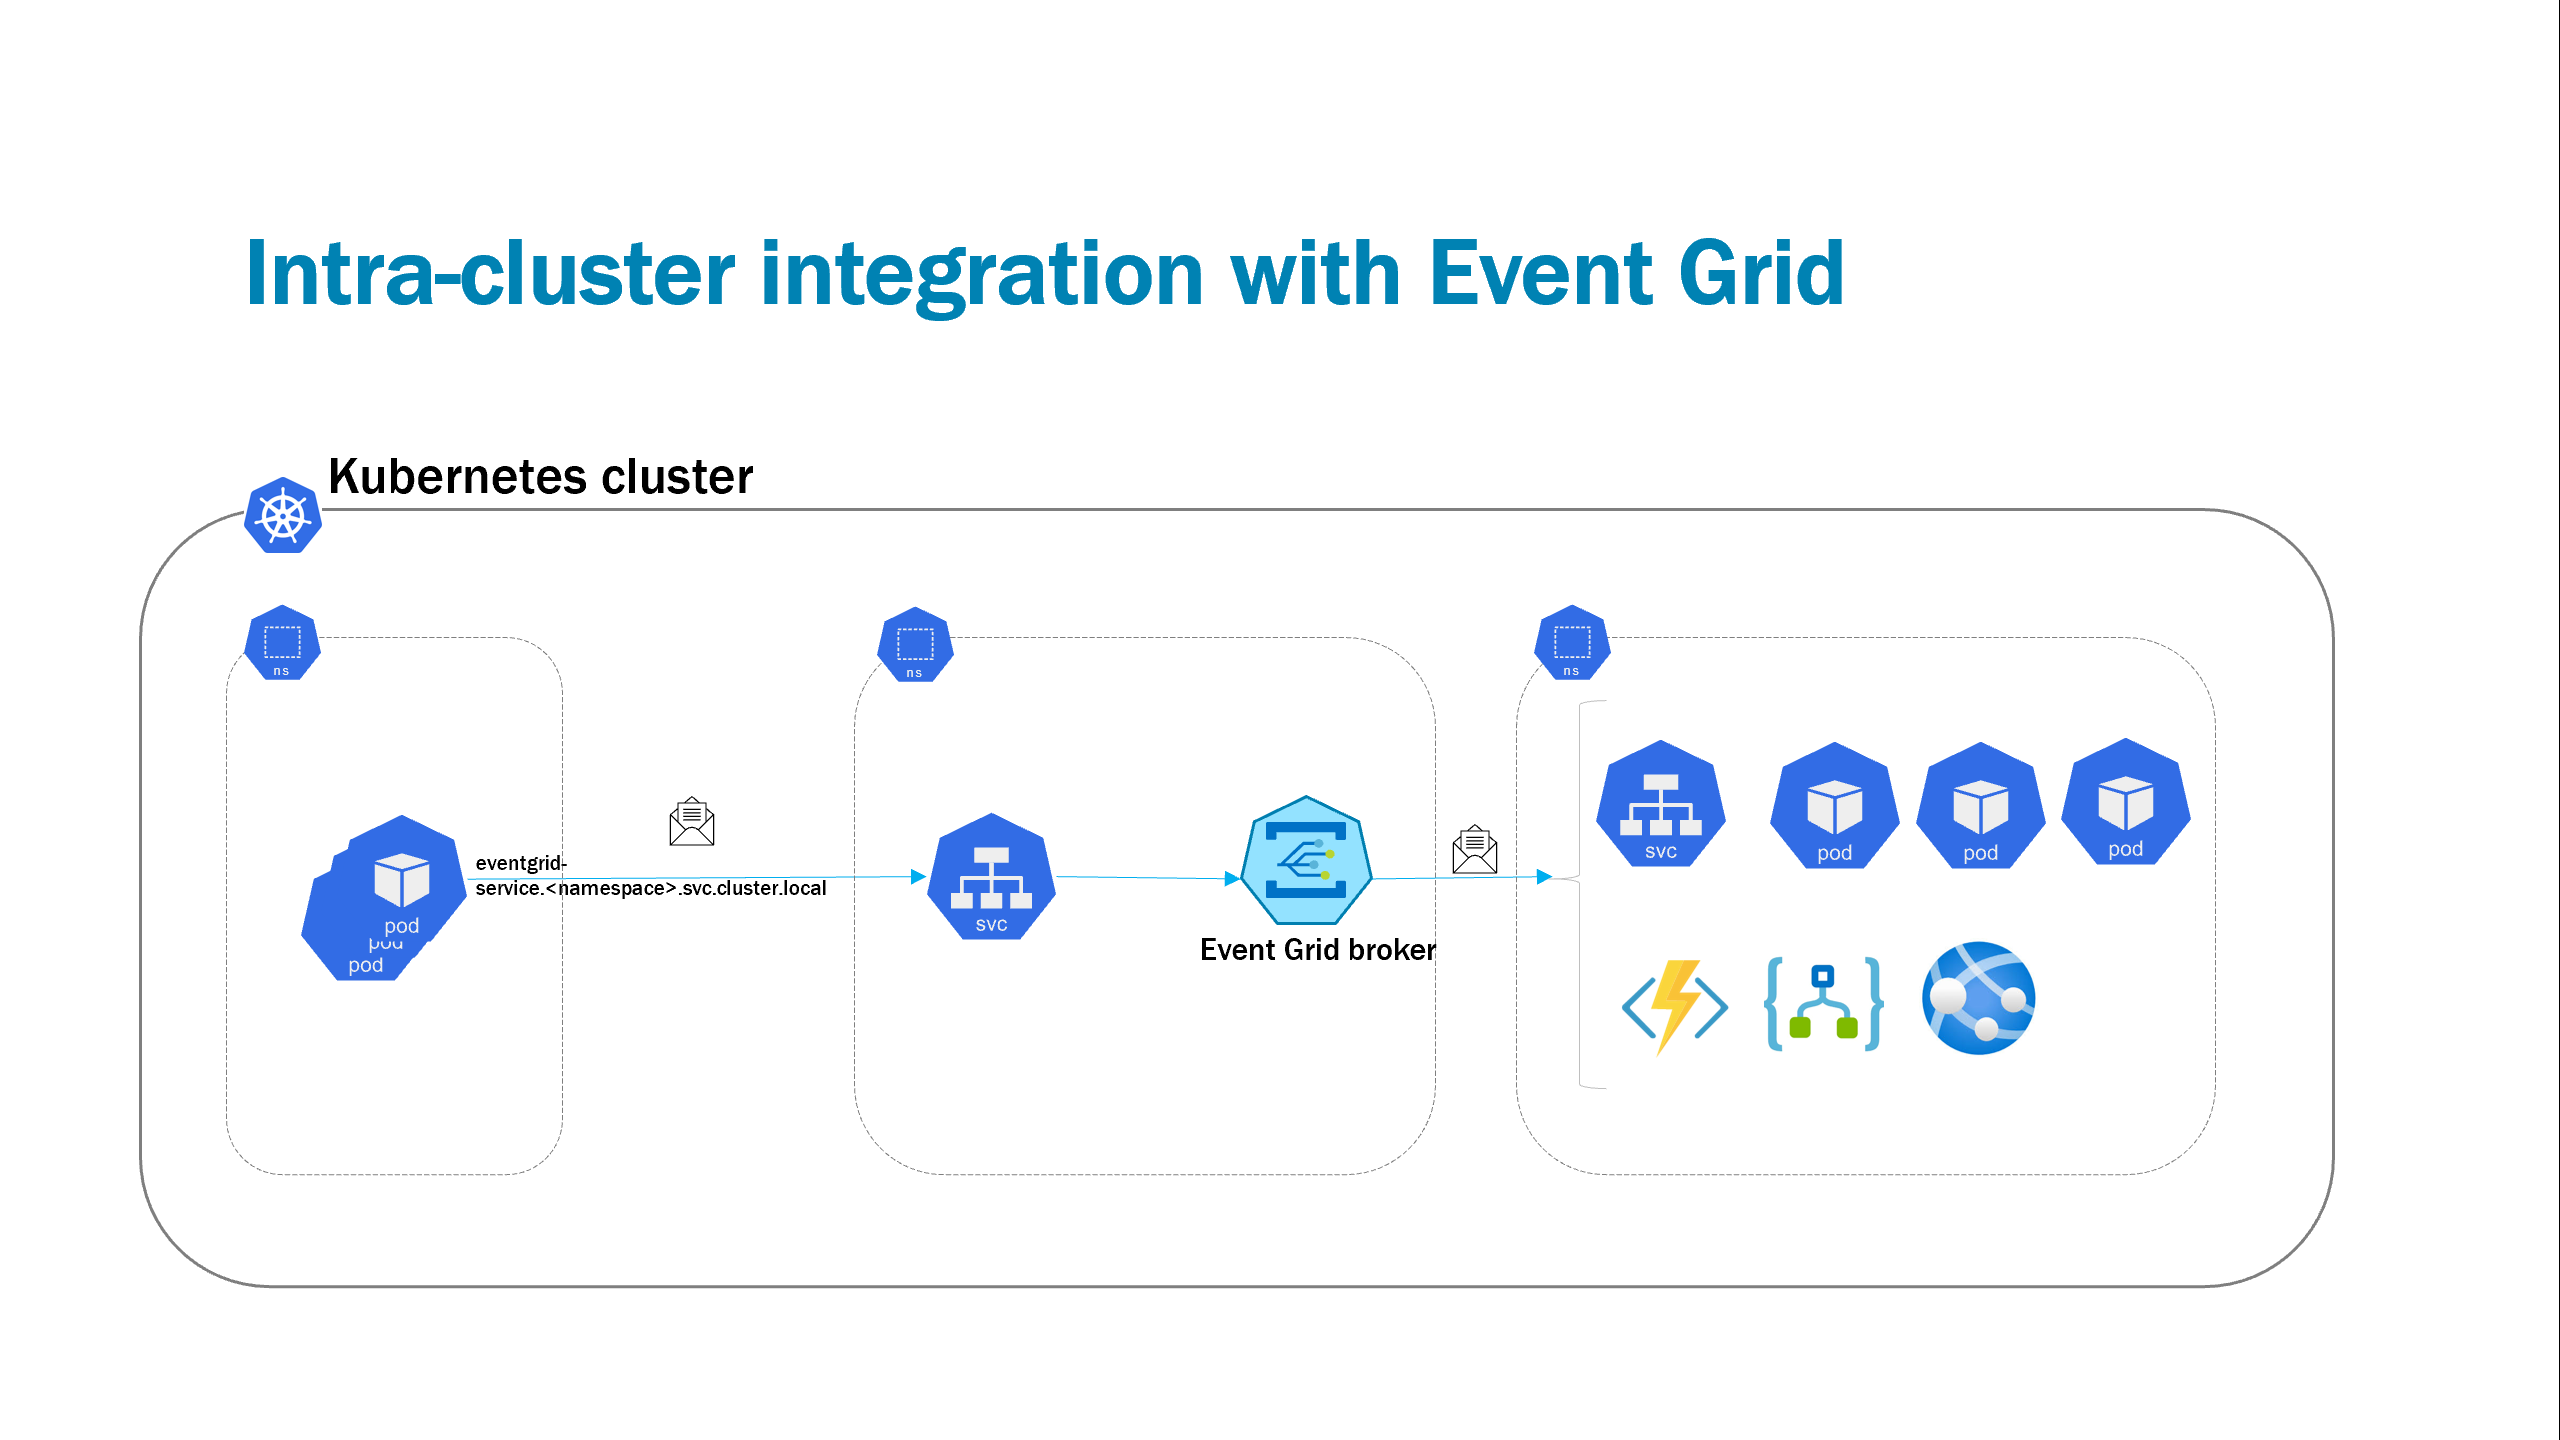 Intra-cluster integration with Event Grid
Kubernetes cluster
ns
ns
ns
pod
pod
pod
eventgrid-
service.<namespace>.svc.cluster.local
svc
Event Grid broker
svc
pod
pod
pod